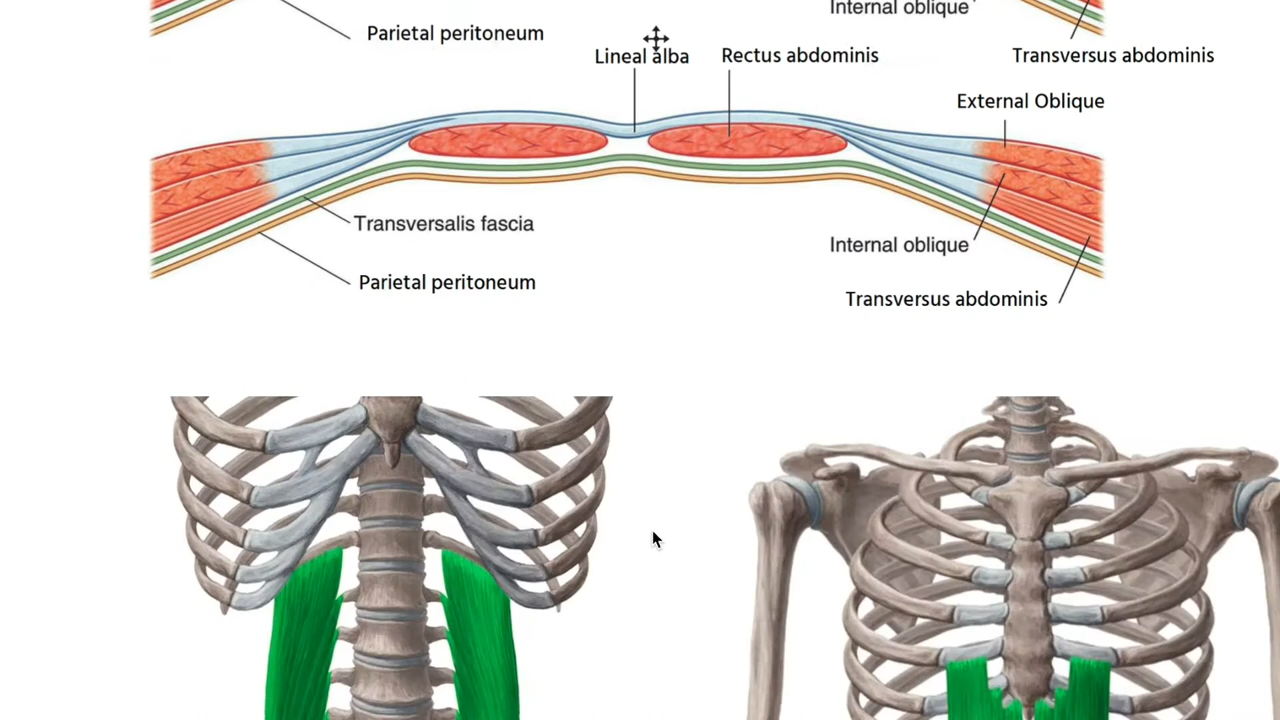 Internal oblique
Parietal peritoneum
Lineal alba
Rectus abdominis
Transversus abdominis
External Oblique
Transversalis fascia
Internal oblique
Parietal peritoneum
Transversus abdominis